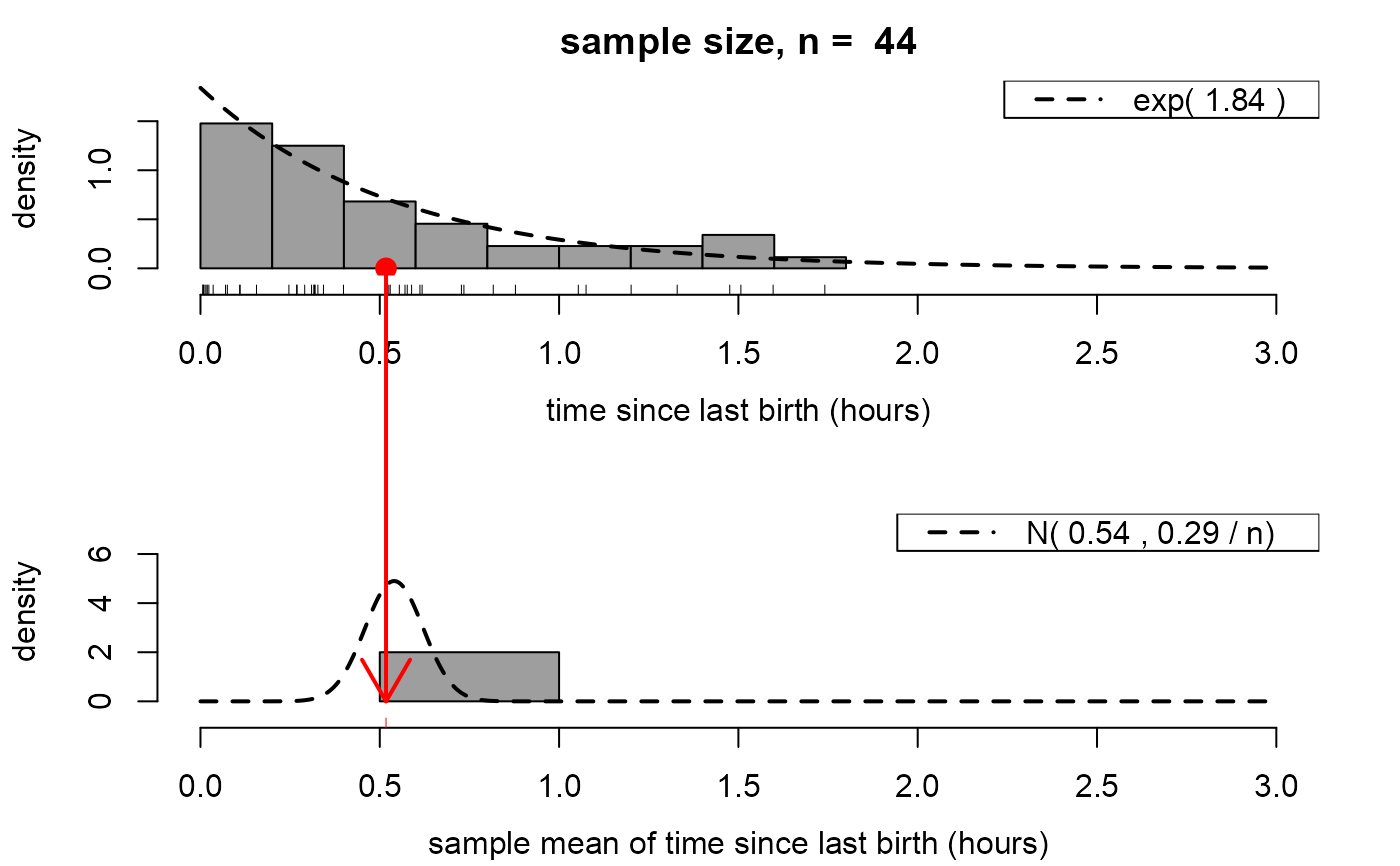 sample size, n =  44
exp( 1.84 )
density
1.0
0.0
0.0 0.5 1.0 1.5 2.0 2.5 3.0
time since last birth (hours)
N( 0.54 , 0.29 / n)
density
6
4
2
0
0.0 0.5 1.0 1.5 2.0 2.5 3.0
sample mean of time since last birth (hours)